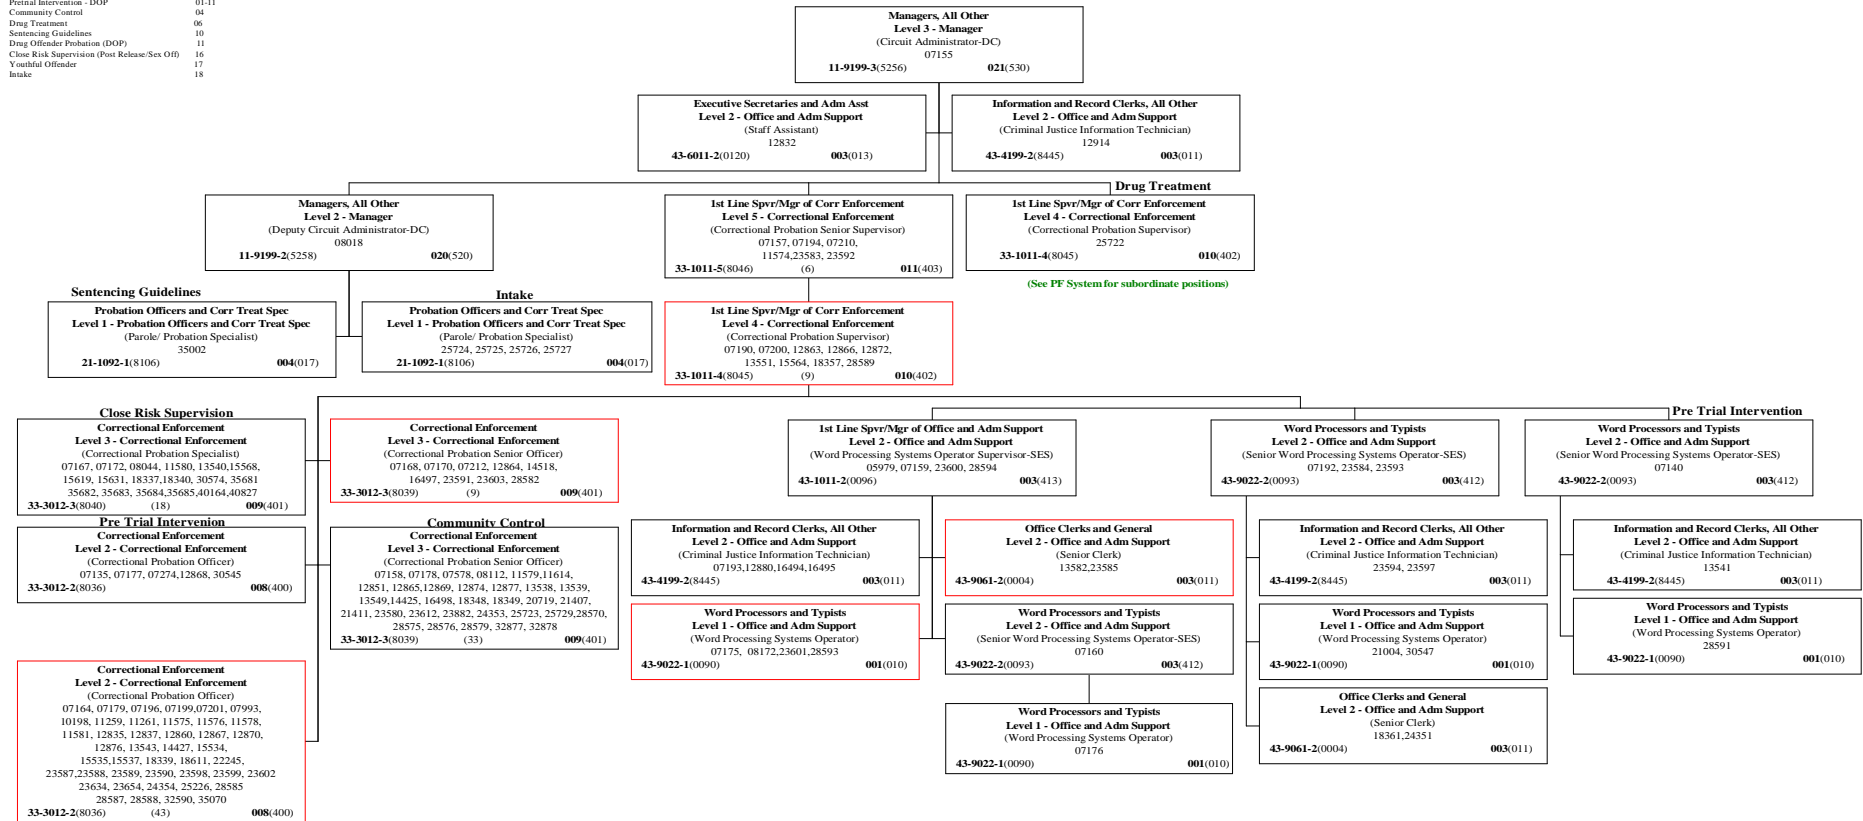 Pretrial Intervention - DOP 01-11
Community Control 04
Drug Treatment 06
Sentencing Guidelines 10
Drug Offender Probation (DOP) 11
Close Risk Supervision (Post Release/Sex Off) 16
Youthful Offender 17
Intake 18
Managers, All Other
Level 3 - Manager
(Circuit Administrator-DC)
07155
11-9199-3(5256) 021(530)
Executive Secretaries and Adm Asst
Level 2 - Office and Adm Support
(Staff Assistant)
12832
43-6011-2(0120) 003(013)
Information and Record Clerks, All Other
Level 2 - Office and Adm Support
(Criminal Justice Information Technician)
12914
43-4199-2(8445) 003(011)
Managers, All Other
Level 2 - Manager
(Deputy Circuit Administrator-DC)
08018
11-9199-2(5258) 020(520)
1st Line Spvr/Mgr of Corr Enforcement
Level 5 - Correctional Enforcement
(Correctional Probation Senior Supervisor)
07157, 07194, 07210,
11574,23583, 23592
33-1011-5(8046) (6) 011(403)
Drug Treatment
1st Line Spvr/Mgr of Corr Enforcement
Level 4 - Correctional Enforcement
(Correctional Probation Supervisor)
25722
33-1011-4(8045) 010(402)
(See PF System for subordinate positions)
Sentencing Guidelines
Probation Officers and Corr Treat Spec
Level 1 - Probation Officers and Corr Treat Spec
(Parole/ Probation Specialist)
35002
21-1092-1(8106) 004(017)
Intake
Probation Officers and Corr Treat Spec
Level 1 - Probation Officers and Corr Treat Spec
(Parole/ Probation Specialist)
25724, 25725, 25726, 25727
21-1092-1(8106) 004(017)
1st Line Spvr/Mgr of Corr Enforcement
Level 4 - Correctional Enforcement
(Correctional Probation Supervisor)
07190, 07200, 12863, 12866, 12872,
13551, 15564, 18357, 28589
33-1011-4(8045) (9) 010(402)
Close Risk Supervision
Correctional Enforcement
Level 3 - Correctional Enforcement
(Correctional Probation Specialist)
07167, 07172, 08044, 11580, 13540,15568,
15619, 15631, 18337,18340, 30574, 35681
35682, 35683, 35684,35685,40164,40827
33-3012-3(8040) (18) 009(401)
Correctional Enforcement
Level 3 - Correctional Enforcement
(Correctional Probation Senior Officer)
07168, 07170, 07212, 12864, 14518,
16497, 23591, 23603, 28582
33-3012-3(8039) (9) 009(401)
Pre Trial Intervenion
Correctional Enforcement
Level 2 - Correctional Enforcement
(Correctional Probation Officer)
07135, 07177, 07274,12868, 30545
33-3012-2(8036) 008(400)
Community Control
Correctional Enforcement
Level 3 - Correctional Enforcement
(Correctional Probation Senior Officer)
07158, 07178, 07578, 08112, 11579,11614,
12851, 12865,12869, 12874, 12877, 13538, 13539,
13549,14425, 16498, 18348, 18349, 20719, 21407,
21411, 23580, 23612, 23882, 24353, 25723, 25729,28570,
28575, 28576, 28579, 32877, 32878
33-3012-3(8039) (33) 009(401)
Correctional Enforcement
Level 2 - Correctional Enforcement
(Correctional Probation Officer)
07164, 07179, 07196, 07199,07201, 07993,
10198, 11259, 11261, 11575, 11576, 11578,
11581, 12835, 12837, 12860, 12867, 12870,
12876, 13543, 14427, 15534,
15535,15537, 18339, 18611, 22245,
23587,23588, 23589, 23590, 23598, 23599, 23602
23634, 23654, 24354, 25226, 28585
28587, 28588, 32590, 35070
33-3012-2(8036) (43) 008(400)
1st Line Spvr/Mgr of Office and Adm Support
Level 2 - Office and Adm Support
(Word Processing Systems Operator Supervisor-SES)
05979, 07159, 23600, 28594
43-1011-2(0096) 003(413)
Word Processors and Typists
Level 2 - Office and Adm Support
(Senior Word Processing Systems Operator-SES)
07192, 23584, 23593
43-9022-2(0093) 003(412)
Pre Trial Intervention
Word Processors and Typists
Level 2 - Office and Adm Support
(Senior Word Processing Systems Operator-SES)
07140
43-9022-2(0093) 003(412)
Information and Record Clerks, All Other
Level 2 - Office and Adm Support
(Criminal Justice Information Technician)
07193,12880,16494,16495
43-4199-2(8445) 003(011)
Office Clerks and General
Level 2 - Office and Adm Support
(Senior Clerk)
13582,23585
43-9061-2(0004) 003(011)
Information and Record Clerks, All Other
Level 2 - Office and Adm Support
(Criminal Justice Information Technician)
23594, 23597
43-4199-2(8445) 003(011)
Information and Record Clerks, All Other
Level 2 - Office and Adm Support
(Criminal Justice Information Technician)
13541
43-4199-2(8445) 003(011)
Word Processors and Typists
Level 1 - Office and Adm Support
(Word Processing Systems Operator)
07175, 08172,23601,28593
43-9022-1(0090) 001(010)
Word Processors and Typists
Level 2 - Office and Adm Support
(Senior Word Processing Systems Operator-SES)
07160
43-9022-2(0093) 003(412)
Word Processors and Typists
Level 1 - Office and Adm Support
(Word Processing Systems Operator)
21004, 30547
43-9022-1(0090) 001(010)
Word Processors and Typists
Level 1 - Office and Adm Support
(Word Processing Systems Operator)
28591
43-9022-1(0090) 001(010)
Word Processors and Typists
Level 1 - Office and Adm Support
(Word Processing Systems Operator)
07176
43-9022-1(0090) 001(010)
Office Clerks and General
Level 2 - Office and Adm Support
(Senior Clerk)
18361,24351
43-9061-2(0004) 003(011)